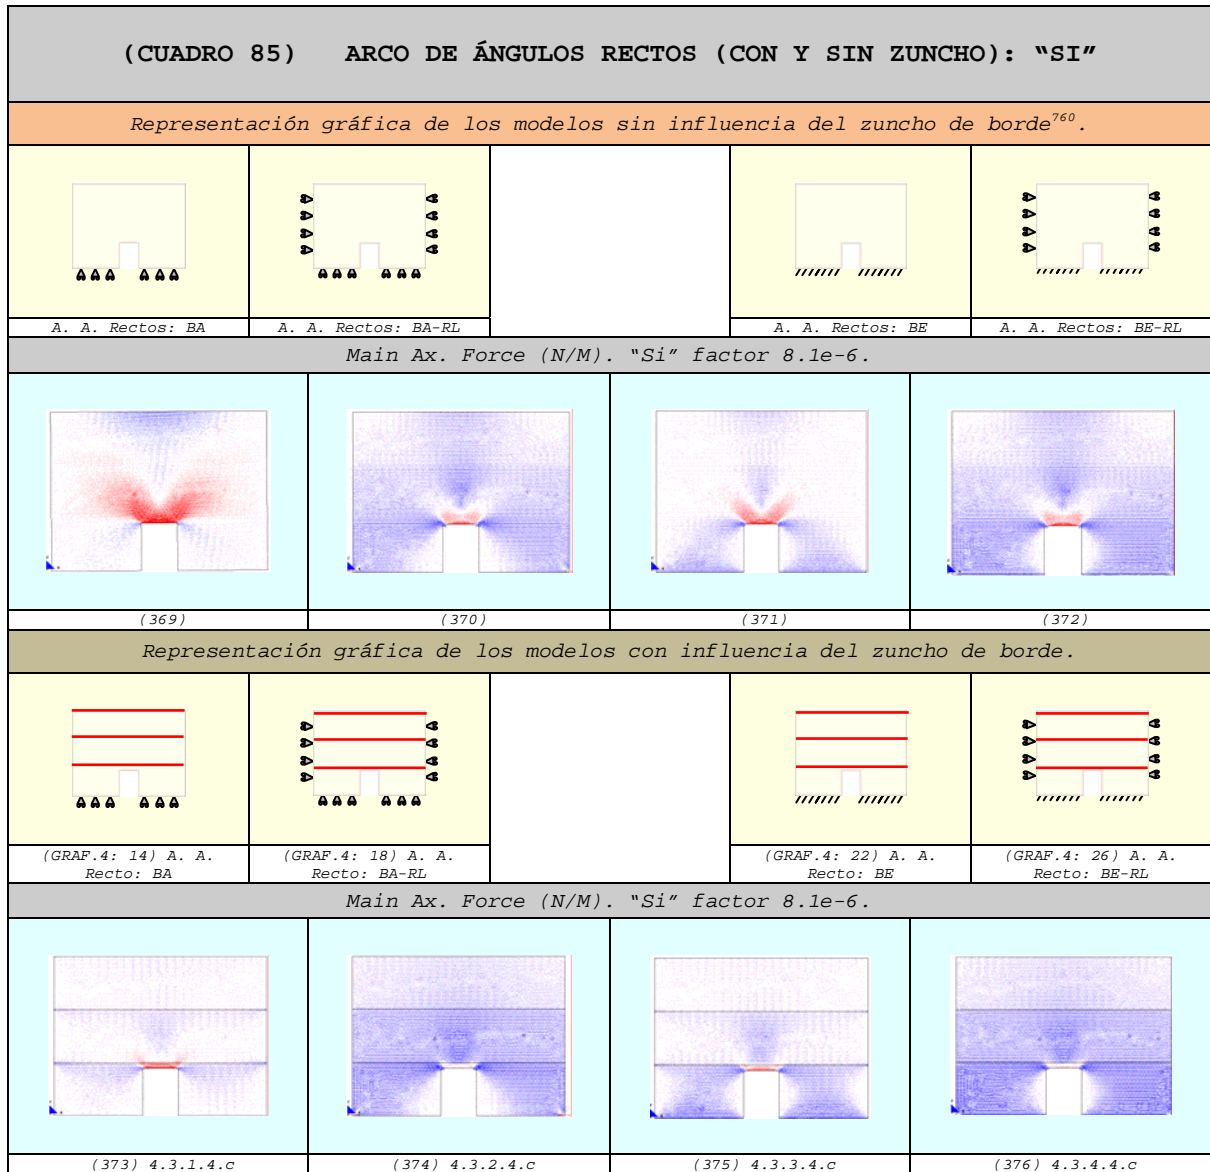 (CUADRO 85) ARCO DE ÁNGULOS RECTOS (CON Y SIN ZUNCHO): “SI”
Representación gráfica de los modelos sin influencia del zuncho de borde760.
A. A. Rectos: BA
A. A. Rectos: BA-RL
A. A. Rectos: BE
A. A. Rectos: BE-RL
Main Ax. Force (N/M). “Si” factor 8.1e-6.
(369)
(370)
(371)
(372)
Representación gráfica de los modelos con influencia del zuncho de borde.
(GRAF.4: 14) A. A.
Recto: BA
(GRAF.4: 18) A. A.
Recto: BA-RL
(GRAF.4: 22) A. A.
Recto: BE
(GRAF.4: 26) A. A.
Recto: BE-RL
Main Ax. Force (N/M). “Si” factor 8.1e-6.
(373) 4.3.1.4.c
(374) 4.3.2.4.c
(375) 4.3.3.4.c
(376) 4.3.4.4.c